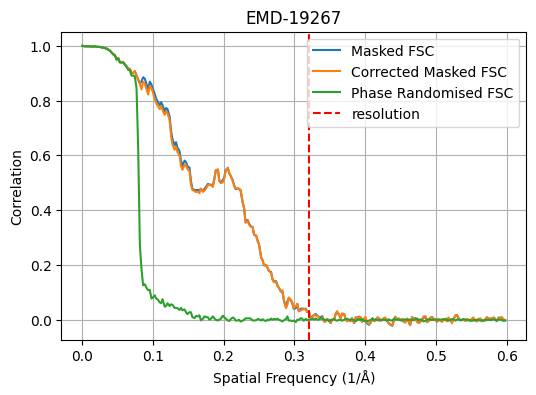 EMD-19267
Masked FSC
Corrected Masked FSC
Phase Randomised FSC
resolution
1.0
0.8
0.6
0.4
0.2
0.0
Correlation
0.0 0.1 0.2 0.3 0.4 0.5 0.6
Spatial Frequency (1/Å)